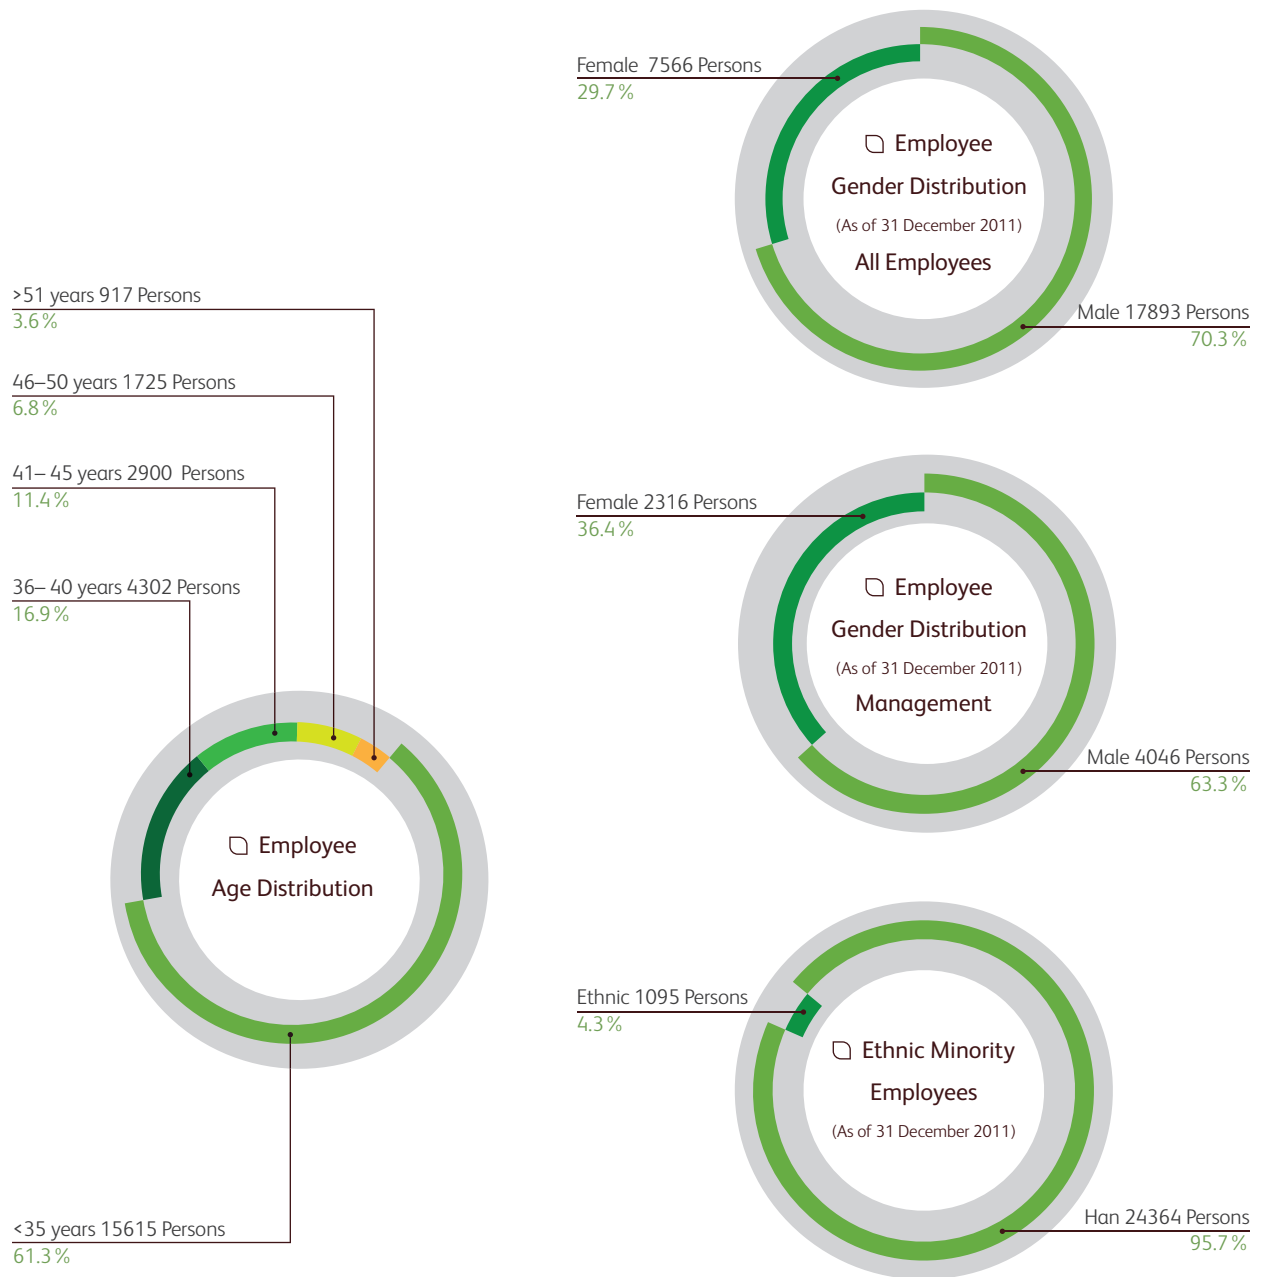 Female 7566 Persons
29.7 %
Employee
Gender Distribution
(As of 31 December 2011)
All Employees
Male 17893 Persons
70.3 %
>51 years 917 Persons
3.6 %
46–50 years 1725 Persons
6.8 %
41– 45 years 2900 Persons
11.4 %
36– 40 years 4302 Persons
16.9 %
Employee
Age Distribution
<35 years 15615 Persons
61.3 %
Female 2316 Persons
36.4 %
Employee
Gender Distribution
(As of 31 December 2011)
Management
Male 4046 Persons
63.3 %
Ethnic 1095 Persons
4.3 %
Ethnic Minority
Employees
(As of 31 December 2011)
Han 24364 Persons
95.7 %